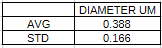 DIAMETER UM
AVG 0.388
STD 0.166